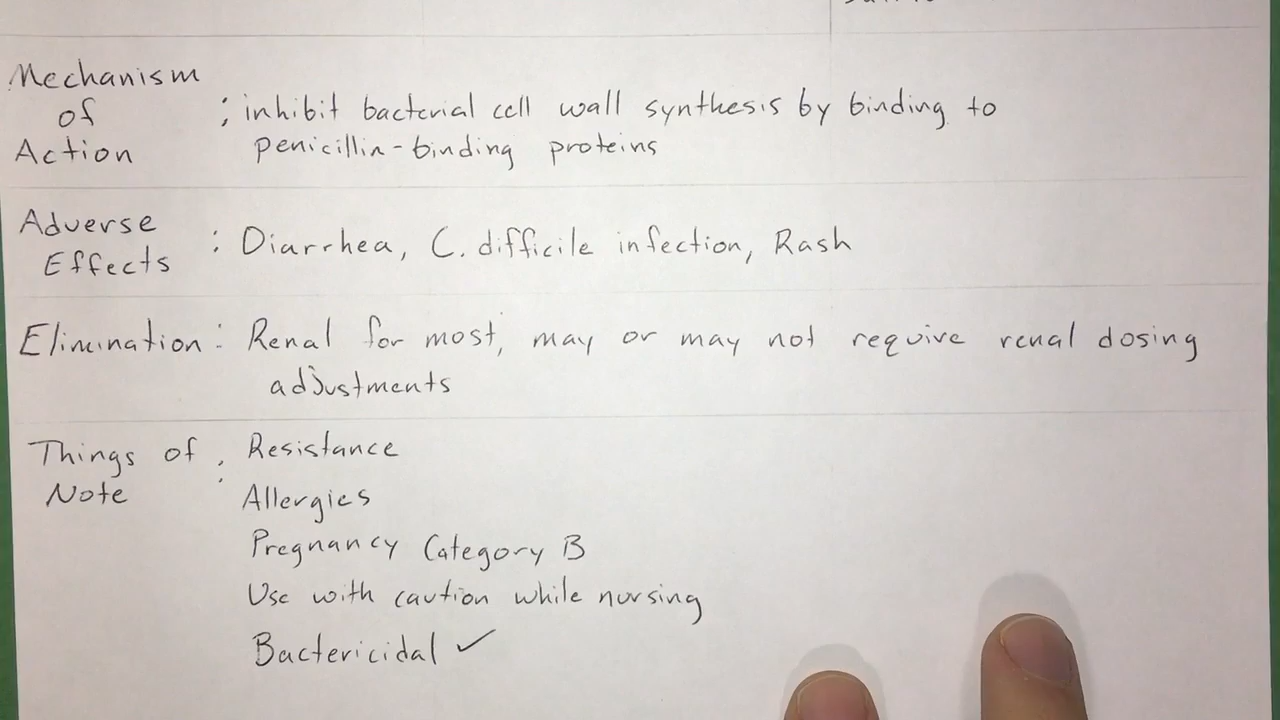 Mechanism
of
Action
: inhibit bacterial cell wall synthesis by binding to
penicillin-binding proteins
Adverse
Effects
: Diarrhea, C. difficile infection, Rash
Elimination: Renal for most, may or may not require renal dosing
adjustments
Things of
Note
: Resistance
Allergies
Pregnancy Category B
Use with caution while nursing
Bactericidal ✓